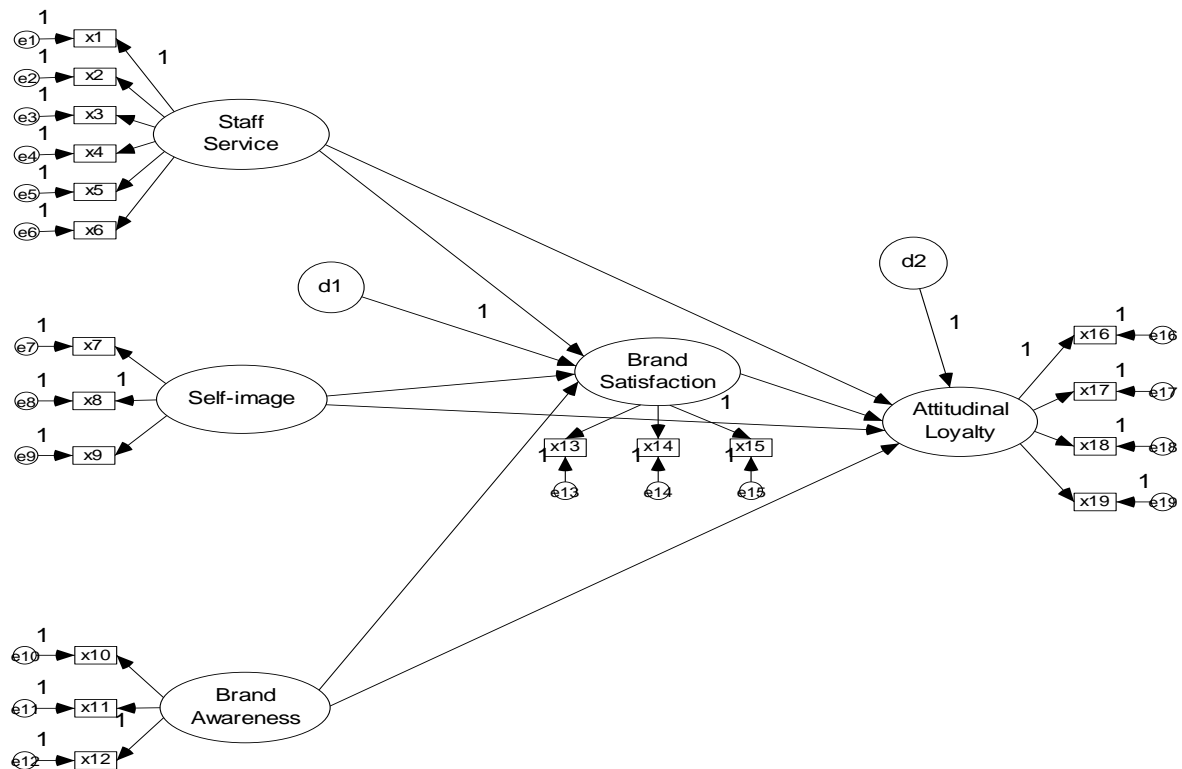 1
e1 x1 1
1
e2 x2
1
e3 x3
1
e4 x4
1
e5 x5
1
e6 x6
Staff
Service
d1
1
d2
1
1
e7 x7
1
e8 x8 1
1
e9 x9
Self-image
Brand
Satisfaction
1
x13 x14 x15
1 1 1
e13 e14 e15
Attitudinal
Loyalty
1
x16 1 e16
x17 1 e17
x18 1 e18
x19 1 e19
1
e10 x10
1
e11 x11
1
1
e12 x12
Brand
Awareness